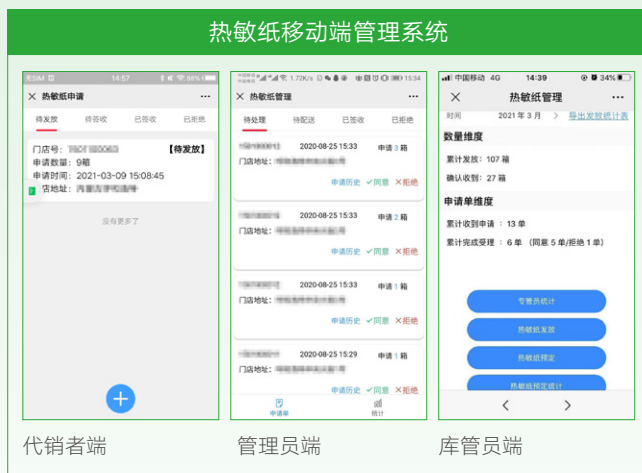 热敏纸移动端管理系统
14:57
98%
× 热敏纸申请 ···
待发放 待签收 已签收 已拒绝
门店号：
【待发放】
申请数量：9箱
申请时间：2021-03-09 15:08:45
店地址：
没有更多了
代销者端
1.72K/s
15:34
× 热敏纸管理 ···
待处理 待配送 已签收 已拒绝
2020-08-25 15:33 申请 3 箱
门店地址：
申请历史 ✓同意 ×拒绝
2020-08-25 15:33 申请 2 箱
门店地址：
申请历史 ✓同意 ×拒绝
2020-08-25 15:33 申请 1 箱
门店地址：
申请历史 ✓同意 ×拒绝
2020-08-25 15:29 申请 1 箱
门店地址：
申请历史 ✓同意 ×拒绝
申请单 统计
管理员端
中国移动 4G 14:39 34%
× 热敏纸管理 ···
时间 2021 年 3 月 > 导出发放统计表
数量维度
累计发放：107 箱
确认收到：27 箱
申请单维度
累计收到申请 ：13 单
累计完成受理 ：6 单 (同意 5 单/拒绝 1 单)
专管员统计
热敏纸发放
热敏纸预定
热敏纸预定统计
< >
库管员端